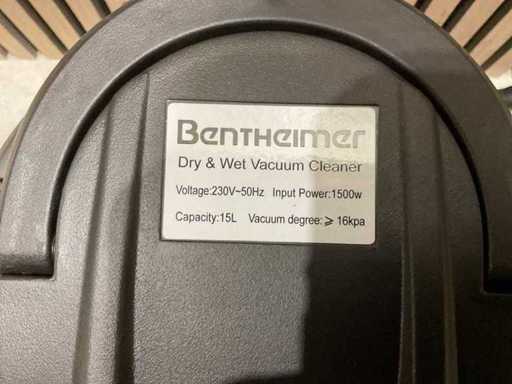 BENTHEIMER
Dry & Wet Vacuum Cleaner
Voltage:230V~50Hz Input Power:1500w
Capacity:15L Vacuum degree:⩾ 16kpa